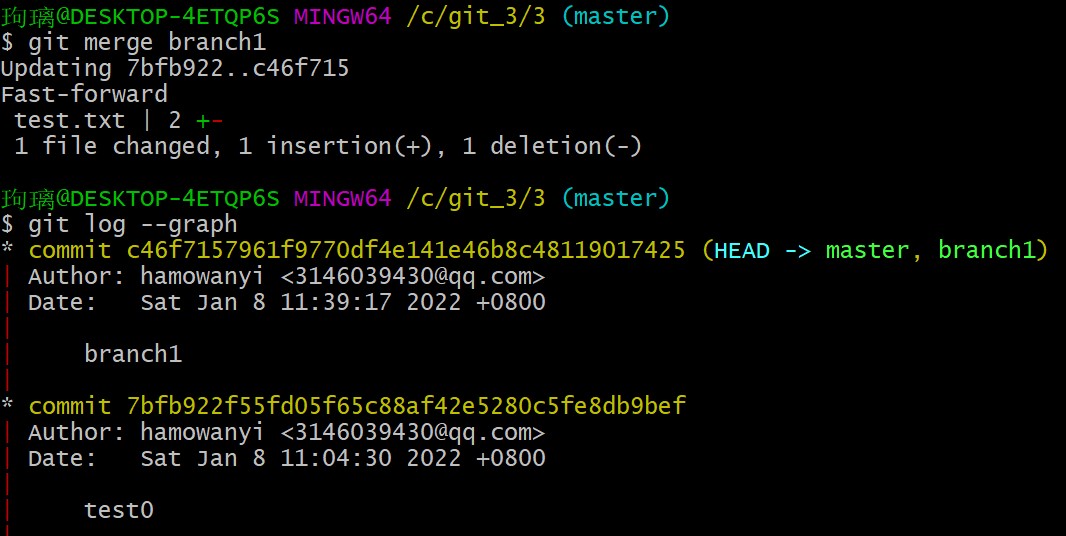 玽璃@DESKTOP-4ETQP6S MINGW64 /c/git_3/3 (master)
$ git merge branch1
Updating 7bfb922..c46f715
Fast-forward
 test.txt | 2 +-
 1 file changed, 1 insertion(+), 1 deletion(-)

玽璃@DESKTOP-4ETQP6S MINGW64 /c/git_3/3 (master)
$ git log --graph
* commit c46f7157961f9770df4e141e46b8c48119017425 (HEAD -> master, branch1)
| Author: hamowanyi <3146039430@qq.com>
| Date:   Sat Jan 8 11:39:17 2022 +0800
|
|     branch1
|
* commit 7bfb922f55fd05f65c88af42e5280c5fe8db9bef
| Author: hamowanyi <3146039430@qq.com>
| Date:   Sat Jan 8 11:04:30 2022 +0800
|
|     test0
|